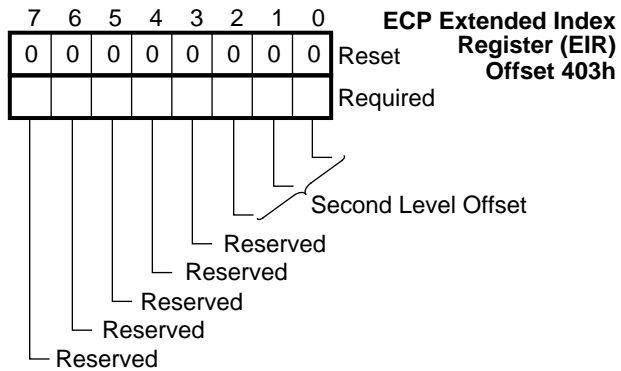 7 6 5 4 3 2 1 0
ECP Extended Index
Register (EIR)
Offset 403h
0 0 0 0 0 0 0 0 Reset
Required
Second Level Offset
Reserved
Reserved
Reserved
Reserved
Reserved